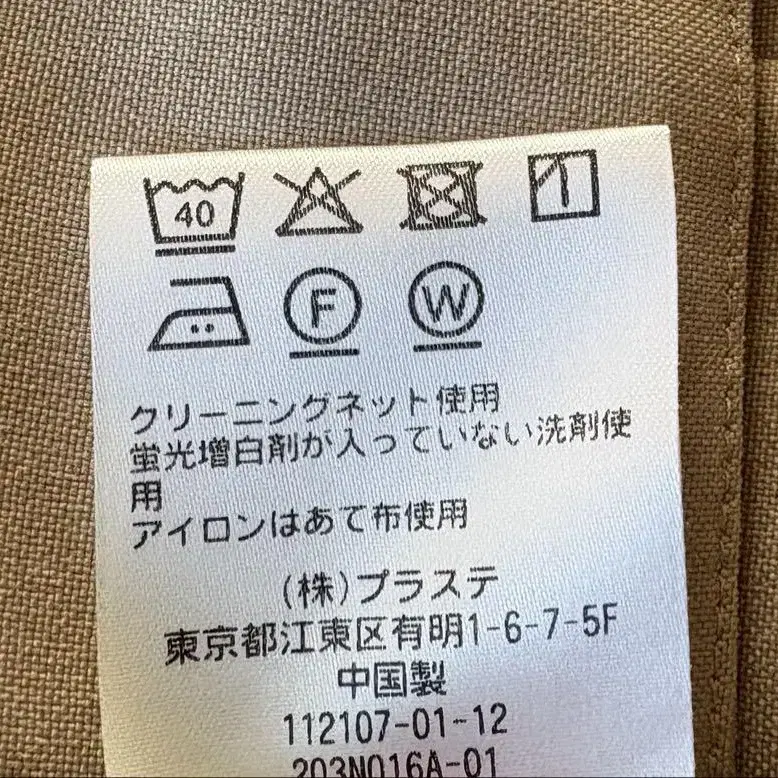 40
F W
クリーニングネット使用
蛍光増白剤が入っていない洗剤使
用
アイロンはあて布使用
(株)プラステ
東京都江東区有明1-6-7-5F
中国製
112107-01-12
203N016A-01